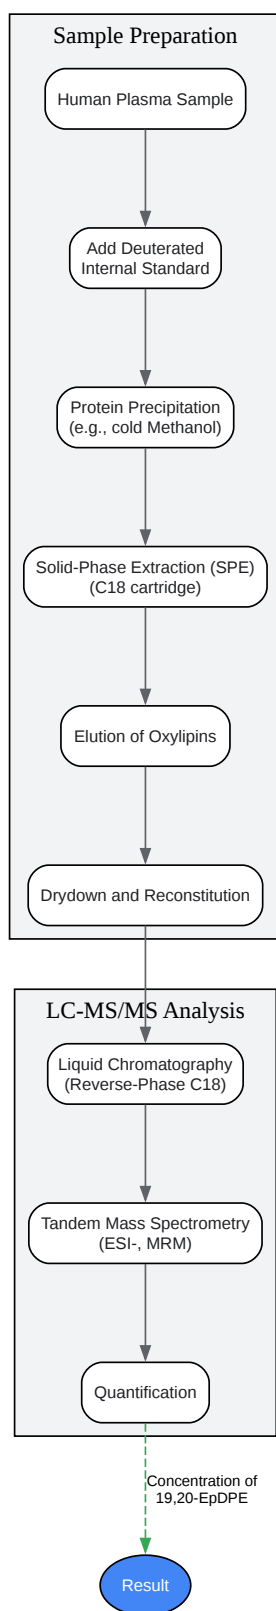 Sample Preparation
Human Plasma Sample
Add Deuterated
Internal Standard
Protein Precipitation
(e.g., cold Methanol)
Solid-Phase Extraction (SPE)
(C18 cartridge)
Elution of Oxylipins
Drydown and Reconstitution
LC-MS/MS Analysis
Liquid Chromatography
(Reverse-Phase C18)
Tandem Mass Spectrometry
(ESI-, MRM)
Quantification
Concentration of
19,20-EpDPE
Result